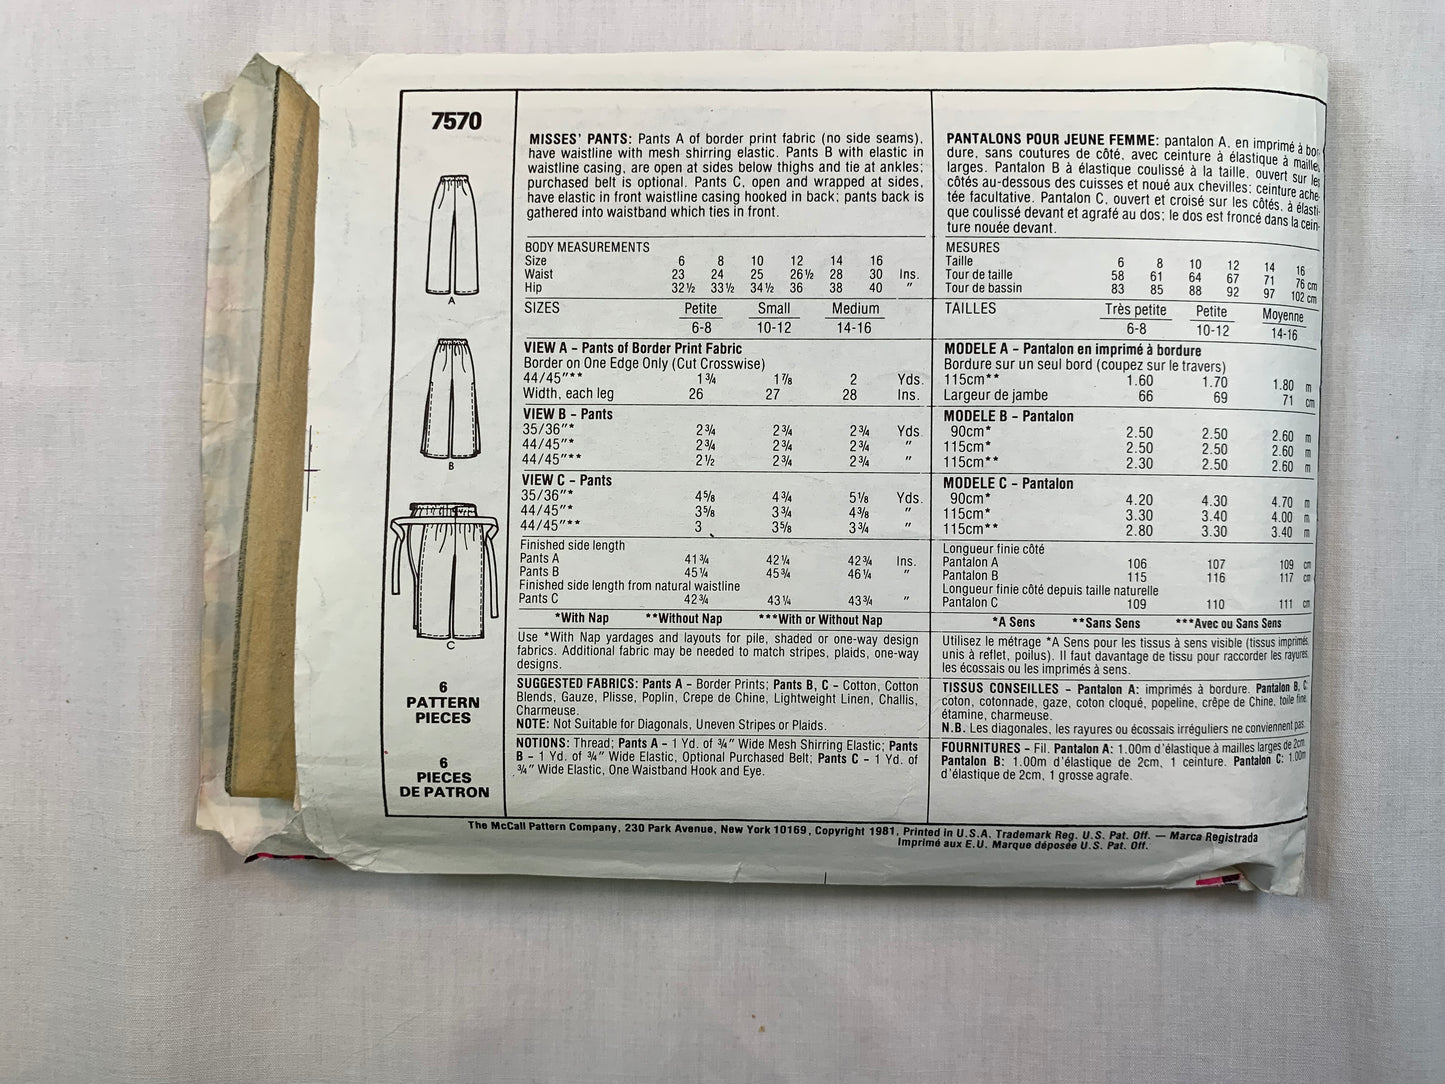 7570
A
B
C
6
PATTERN
PIECES
6
PIECES
DE PATRON
MISSES' PANTS: Pants A of border print fabric (no side seams),
have waistline with mesh shirring elastic. Pants B with elastic in
waistline casing, are open at sides below thighs and tie at ankles;
purchased belt is optional. Pants C, open and wrapped at sides,
have elastic in front waistline casing hooked in back; pants back is
gathered into waistband which ties in front.
BODY MEASUREMENTS
Size 6 8 10 12 14 16
Waist 23 24 25 26½ 28 30 Ins.
Hip 32½ 33½ 34½ 36 38 40 "
SIZES Petite Small Medium
6-8 10-12 14-16
VIEW A - Pants of Border Print Fabric
Border on One Edge Only (Cut Crosswise)
44/45"** 1¾ 1⅞ 2 Yds.
Width, each leg 26 27 28 Ins.
VIEW B - Pants
35/36"* 2¾ 2¾ 2¾ Yds.
44/45"* 2¾ 2¾ 2¾ "
44/45"** 2½ 2¾ 2¾ "
VIEW C - Pants
35/36"* 4⅝ 4¾ 5⅛ Yds.
44/45"* 3⅝ 3¾ 4⅜ "
44/45"** 3 3⅝ 3¾ "
Finished side length
Pants A 41¾ 42¼ 42¾ Ins.
Pants B 45¼ 45¾ 46¼ "
Finished side length from natural waistline
Pants C 42¾ 43¼ 43¾ "
*With Nap **Without Nap ***With or Without Nap
Use *With Nap yardages and layouts for pile, shaded or one-way design
fabrics. Additional fabric may be needed to match stripes, plaids, one-way
designs.
SUGGESTED FABRICS: Pants A - Border Prints; Pants B, C - Cotton, Cotton
Blends, Gauze, Plisse, Poplin, Crepe de Chine, Lightweight Linen, Challis,
Charmeuse.
NOTE: Not Suitable for Diagonals, Uneven Stripes or Plaids.
NOTIONS: Thread; Pants A - 1 Yd. of ¾" Wide Mesh Shirring Elastic; Pants
B - 1 Yd. of ¾" Wide Elastic, Optional Purchased Belt; Pants C - 1 Yd. of
¾" Wide Elastic, One Waistband Hook and Eye.
PANTALONS POUR JEUNE FEMME: pantalon A, en imprimé à bor-
dure, sans coutures de côté, avec ceinture à élastique à mailles
larges. Pantalon B à élastique coulissé à la taille, ouvert sur les
côtés au-dessous des cuisses et noué aux chevilles; ceinture ache-
tée facultative. Pantalon C, ouvert et croisé sur les côtés, à élasti-
que coulissé devant et agrafé au dos; le dos est froncé dans la cein-
ture nouée devant.
MESURES
Taille 6 8 10 12 14 16
Tour de taille 58 61 64 67 71 76 cm
Tour de bassin 83 85 88 92 97 102 cm
TAILLES Très petite Petite Moyenne
6-8 10-12 14-16
MODELE A - Pantalon en imprimé à bordure
Bordure sur un seul bord (coupez sur le travers)
115cm** 1.60 1.70 1.80 m
Largeur de jambe 66 69 71 cm
MODELE B - Pantalon
90cm* 2.50 2.50 2.60 m
115cm* 2.50 2.50 2.60 m
115cm** 2.30 2.50 2.60 m
MODELE C - Pantalon
90cm* 4.20 4.30 4.70 m
115cm* 3.30 3.40 4.00 m
115cm** 2.80 3.30 3.40 m
Longueur finie côté
Pantalon A 106 107 109 cm
Pantalon B 115 116 117 cm
Longueur finie côté depuis taille naturelle
Pantalon C 109 110 111 cm
*A Sens **Sans Sens ***Avec ou Sans Sens
Utilisez le métrage *A Sens pour les tissus à sens visible (tissus imprimés,
unis à reflet, poilus). Il faut davantage de tissu pour raccorder les rayures,
les écossais ou les imprimés à sens.
TISSUS CONSEILLES - Pantalon A: imprimés à bordure. Pantalon B, C:
coton, cotonnade, gaze, coton cloqué, popeline, crêpe de Chine, toile fine,
étamine, charmeuse.
N.B. Les diagonales, les rayures ou écossais irréguliers ne conviennent pas.
FOURNITURES - Fil. Pantalon A: 1.00m d'élastique à mailles larges de 2cm.
Pantalon B: 1.00m d'élastique de 2cm, 1 ceinture. Pantalon C: 1.00m
d'élastique de 2cm, 1 grosse agrafe.
The McCall Pattern Company, 230 Park Avenue, New York 10169, Copyright 1981, Printed in U.S.A. Trademark Reg. U.S. Pat. Off. — Marca Registrada
Imprimé aux E.U. Marque déposée U.S. Pat. Off.